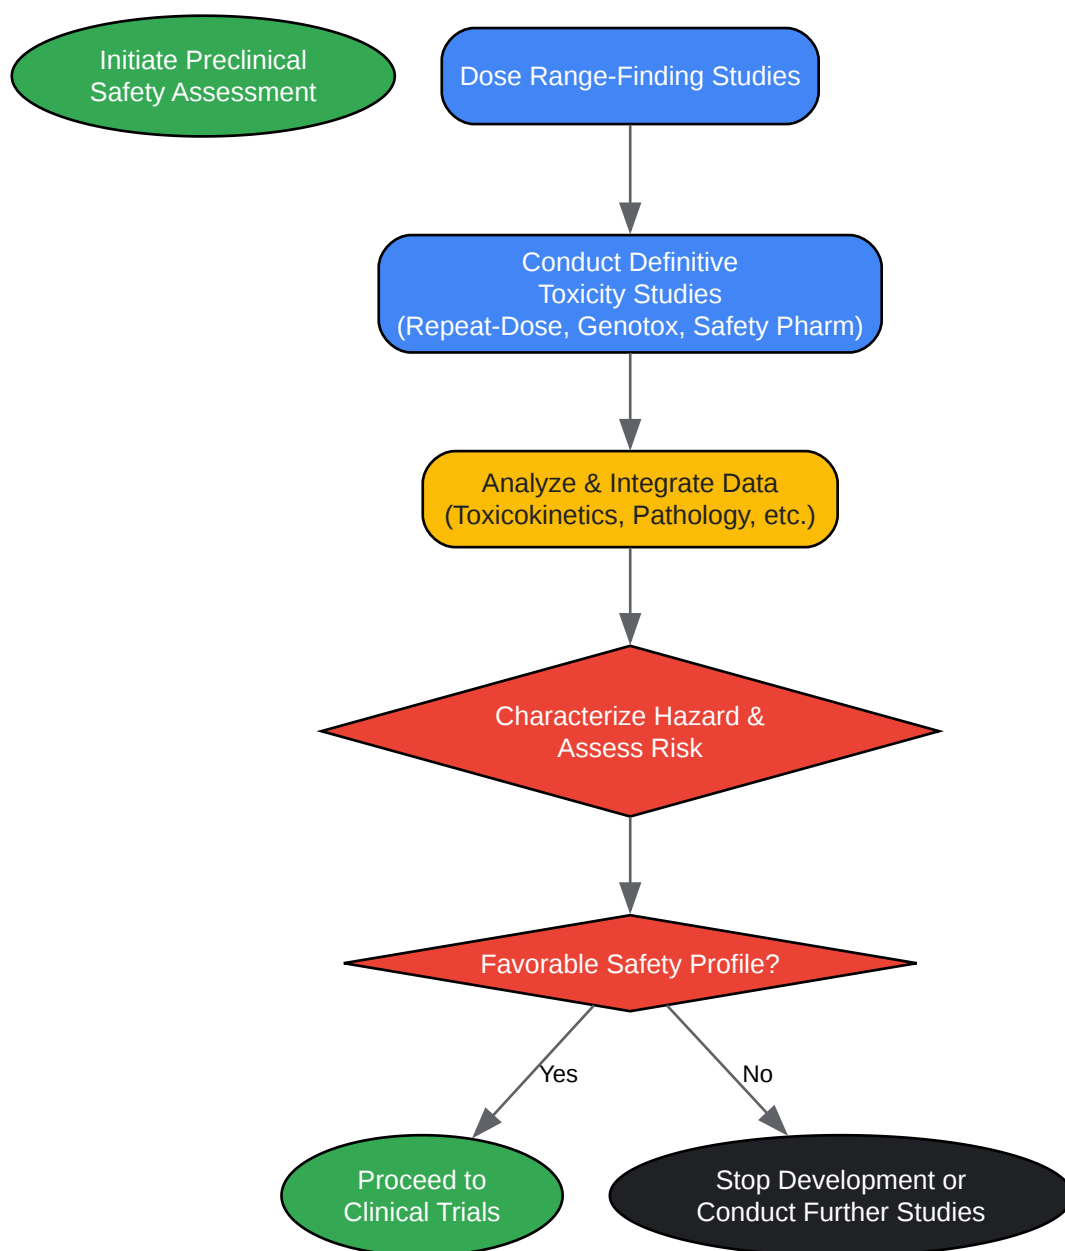 Initiate Preclinical
Safety Assessment
Dose Range-Finding Studies
Conduct Definitive
Toxicity Studies
(Repeat-Dose, Genotox, Safety Pharm)
Analyze & Integrate Data
(Toxicokinetics, Pathology, etc.)
Characterize Hazard &
Assess Risk
Favorable Safety Profile?
Yes
No
Proceed to
Clinical Trials
Stop Development or
Conduct Further Studies